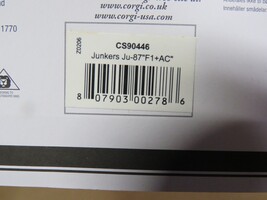 www.corgi.co.uk
www.corgi-usa.com
1770
Z0206
CS90446
Junkers Ju-87"F1+AC"
8 07903 00278 6